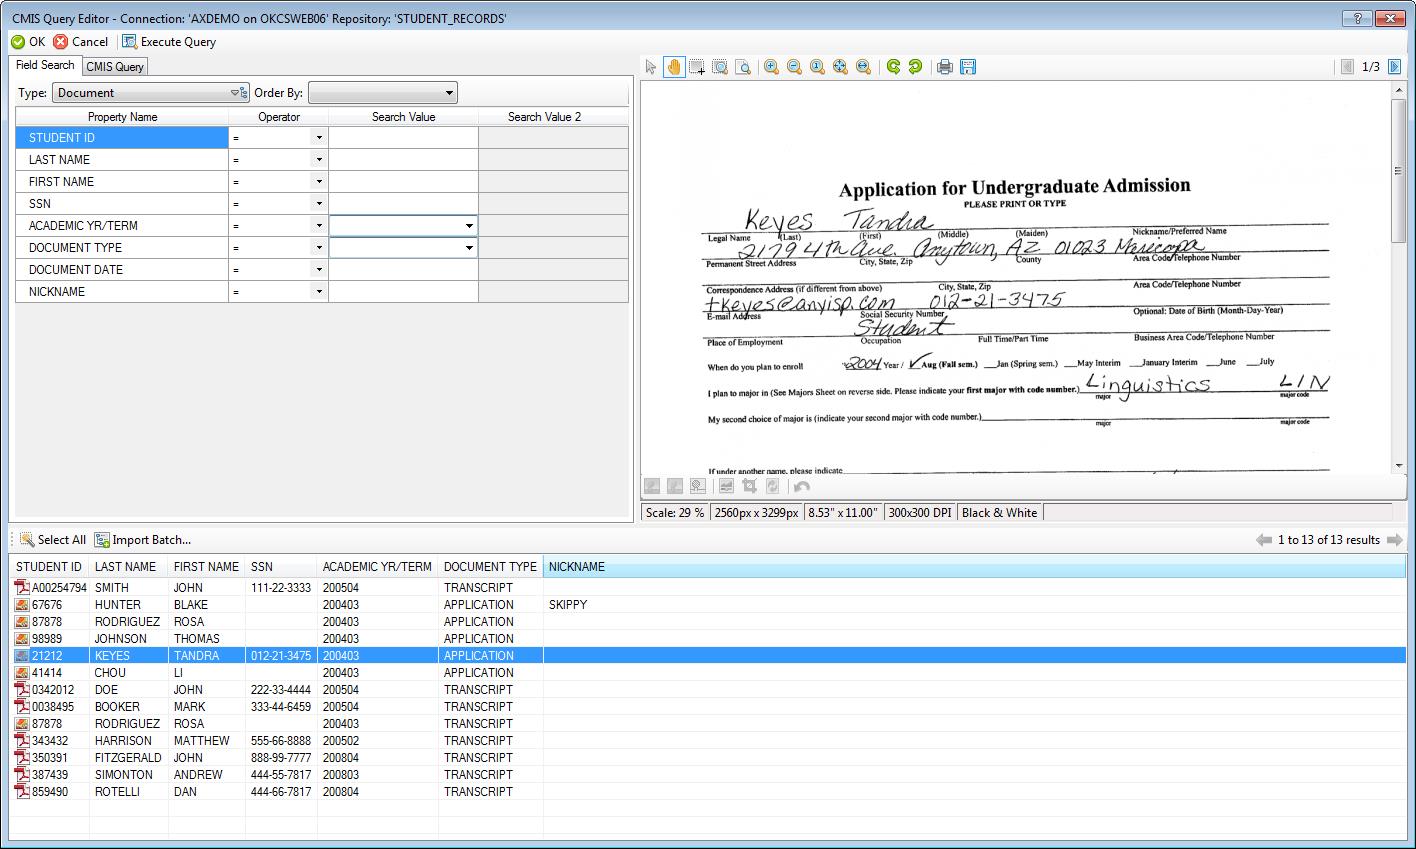 CMIS Query Editor - Connection: 'AXDEMO on OKCSWEB06' Repository: 'STUDENT_RECORDS'
OK Cancel Execute Query
Field Search CMIS Query
Type: Document Order By:
Property Name Operator Search Value Search Value 2
STUDENT ID =
LAST NAME =
FIRST NAME =
SSN =
ACADEMIC YR/TERM =
DOCUMENT TYPE =
DOCUMENT DATE =
NICKNAME =
1/3
Application for Undergraduate Admission
PLEASE PRINT OR TYPE
Keyes Tandra
Legal Name (Last) (First) (Middle) (Maiden) Nickname/Preferred Name
2179 4th Ave. Anytown, AZ 01023 Maricopa
Permanent Street Address City, State, Zip County Area Code/Telephone Number
Correspondence Address (if different from above) City, State, Zip Area Code/Telephone Number
tkeyes@anyisp.com 012-21-3475
E-mail Address Social Security Number Optional: Date of Birth (Month-Day-Year)
Student
Place of Employment Occupation Full Time/Part Time Business Area Code/Telephone Number
When do you plan to enroll 2004 Year / ✓ Aug (Fall sem.) __Jan (Spring sem.) __May Interim __January Interim __June __July
I plan to major in (See Majors Sheet on reverse side. Please indicate your first major with code number.) Linguistics LIN
major major code
My second choice of major is (indicate your second major with code number.)
major major code
If under another name, please indicate
Scale: 29 % 2560px x 3299px 8.53" x 11.00" 300x300 DPI Black & White
Select All Import Batch... 1 to 13 of 13 results
STUDENT ID LAST NAME FIRST NAME SSN ACADEMIC YR/TERM DOCUMENT TYPE NICKNAME
A00254794 SMITH JOHN 111-22-3333 200504 TRANSCRIPT
67676 HUNTER BLAKE 200403 APPLICATION SKIPPY
87878 RODRIGUEZ ROSA 200403 APPLICATION
98989 JOHNSON THOMAS 200403 APPLICATION
21212 KEYES TANDRA 012-21-3475 200403 APPLICATION
41414 CHOU LI 200403 APPLICATION
0342012 DOE JOHN 222-33-4444 200504 TRANSCRIPT
0038495 BOOKER MARK 333-44-6459 200504 TRANSCRIPT
87878 RODRIGUEZ ROSA 200403 TRANSCRIPT
343432 HARRISON MATTHEW 555-66-8888 200502 TRANSCRIPT
350391 FITZGERALD JOHN 888-99-7777 200804 TRANSCRIPT
387439 SIMONTON ANDREW 444-55-7817 200803 TRANSCRIPT
859490 ROTELLI DAN 444-66-7817 200804 TRANSCRIPT